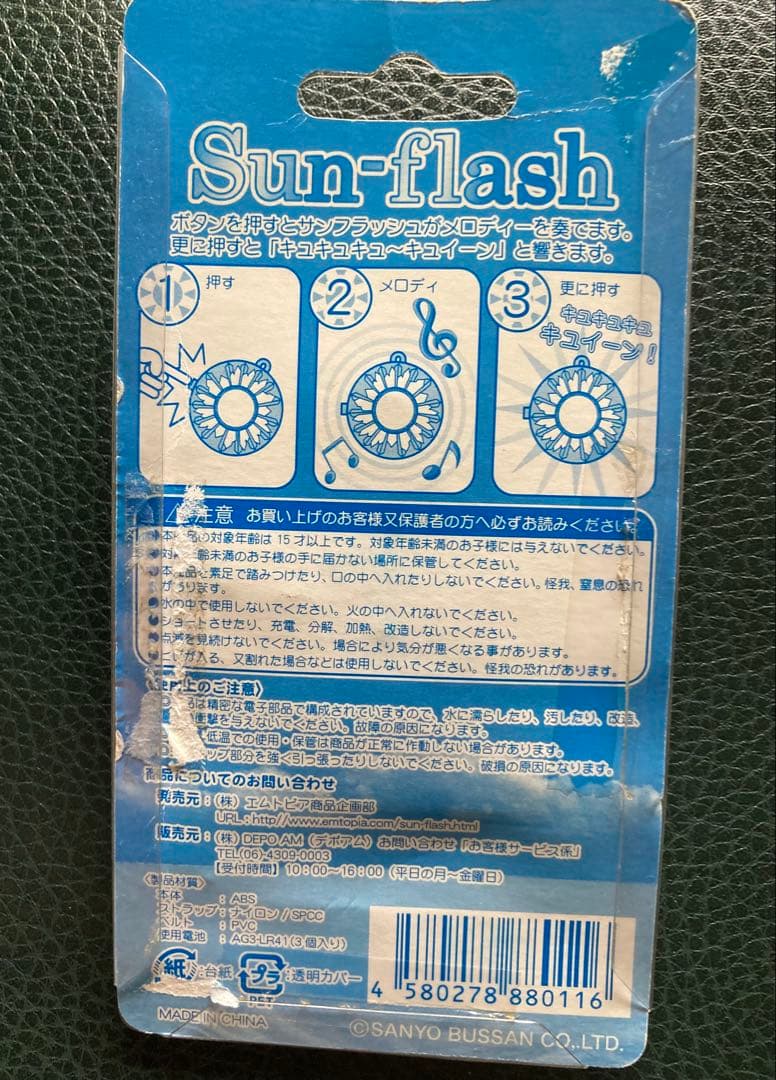 Sun-flash
ボタンを押すとサンフラッシュがメロディーを奏でます。
更に押すと「キュキュキュ～キュイーン」と響きます。
1 押す
2 メロディ
3 更に押す
キュキュキュ
キュイーン！
注意 お買い上げのお客様又保護者の方へ必ずお読みください。
の対象年齢は15才以上です。対象年齢未満のお子様には与えないでください。
齢未満のお子様の手に届かない場所に保管してください。
を素足で踏みつけたり、口の中へ入れたりしないでください。怪我、窒息の恐れ
があります。
水の中で使用しないでください。火の中へ入れないでください。
ショートさせたり、充電、分解、加熱、改造しないでください。
点滅を見続けないでください。場合により気分が悪くなる事があります。
が入る、又割れた場合などは使用しないでください。怪我の恐れがあります。
上のご注意〉
は精密な電子部品で構成されていますので、水に濡らしたり、汚したり、改造、
衝撃を与えないでください。故障の原因になります。
低温での使用・保管は商品が正常に作動しない場合があります。
ップ部分を強く引っ張ったりしないでください。破損の原因になります。
商品についてのお問い合わせ
発売元：（株）エムトピア商品企画部
URL：http://www.emtopia.com/sun-flash.html
販売元：（株）DEPO AM（デポアム）お問い合わせ「お客様サービス係」
TEL(06)-4309-0003
【受付時間】10：00～16：00（平日の月～金曜日）
〈製品材質〉
本体 ：ABS
ストラップ：ナイロン/SPCC
ベルト ：PVC
使用電池 ：AG3-LR41(3個入り)
紙：台紙 プラ：透明カバー
PET
4 580278 880116
MADE IN CHINA
©SANYO BUSSAN CO.,LTD.